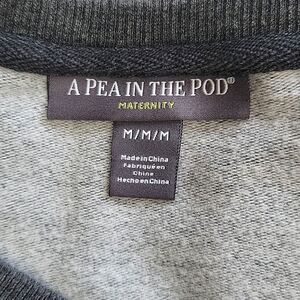 A PEA IN THE POD®
MATERNITY
M/M/M
Made in China
Fabriqué en
Chine
Hecho en China